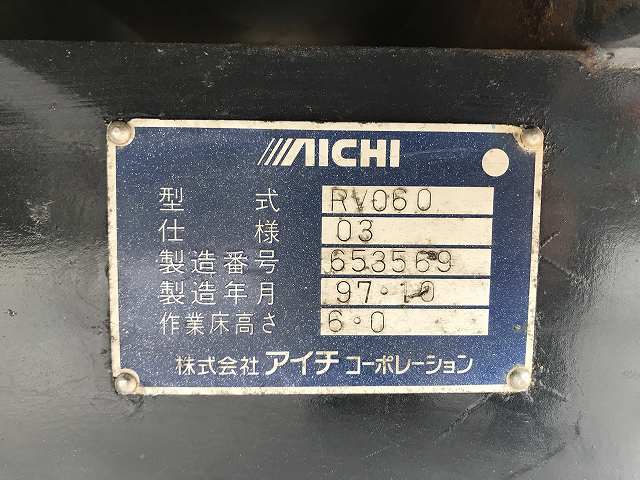 AICHI
型式 RV060
仕様 03
製造番号 653569
製造年月 97・10
作業床高さ 6・0
株式会社 アイチ コーポレーション